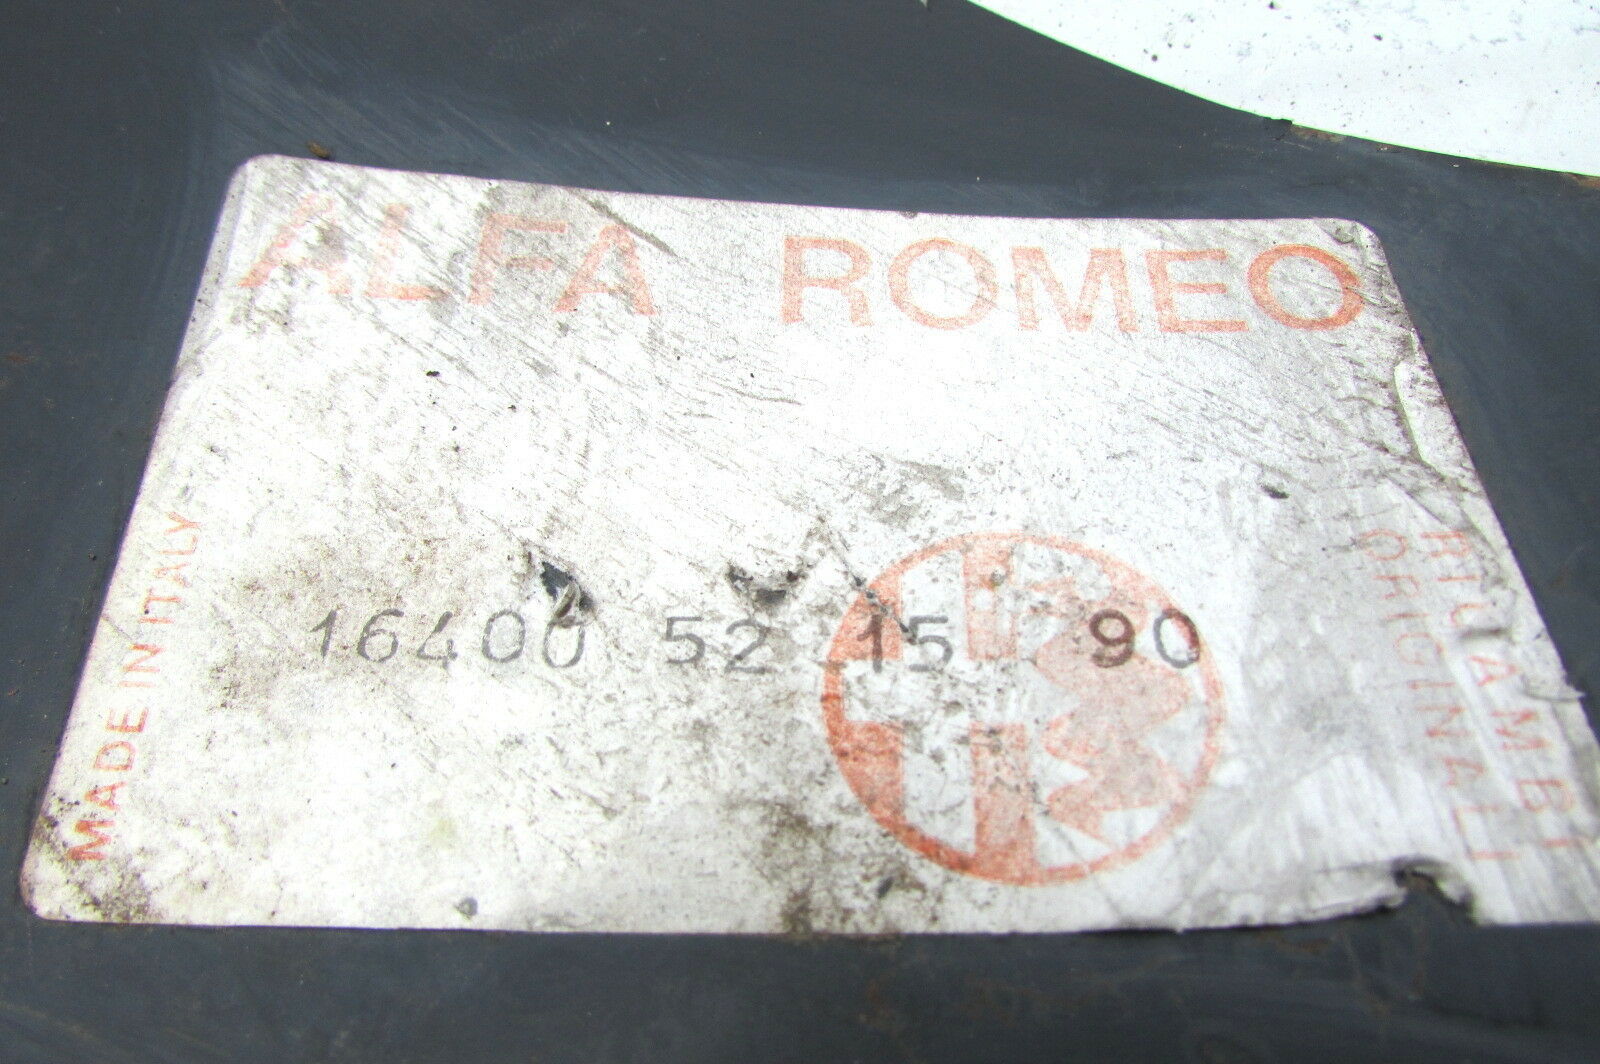 ALFA ROMEO
MADE IN ITALY
16400 52 15 90
RICAMBI
ORIGINALI